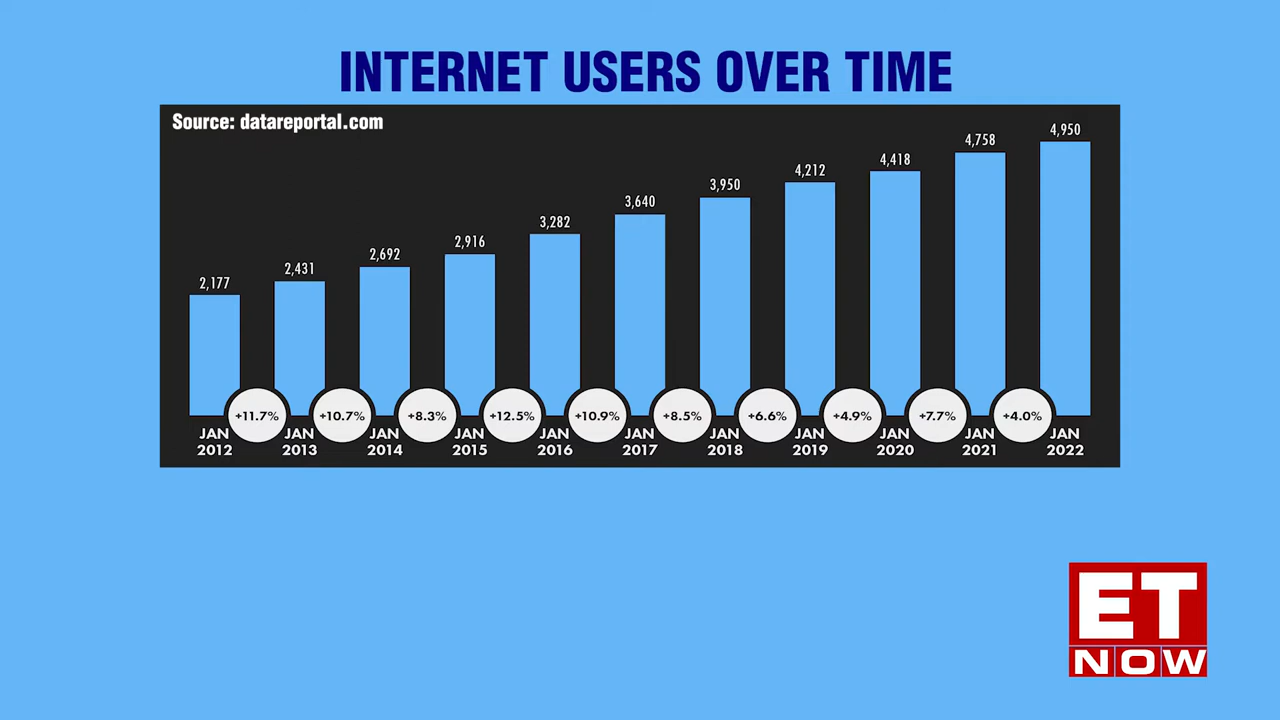 INTERNET USERS OVER TIME
Source: datareportal.com
2,177
2,431
2,692
2,916
3,282
3,640
3,950
4,212
4,418
4,758
4,950
+11.7%
+10.7%
+8.3%
+12.5%
+10.9%
+8.5%
+6.6%
+4.9%
+7.7%
+4.0%
JAN
2012
JAN
2013
JAN
2014
JAN
2015
JAN
2016
JAN
2017
JAN
2018
JAN
2019
JAN
2020
JAN
2021
JAN
2022
ET
NOW